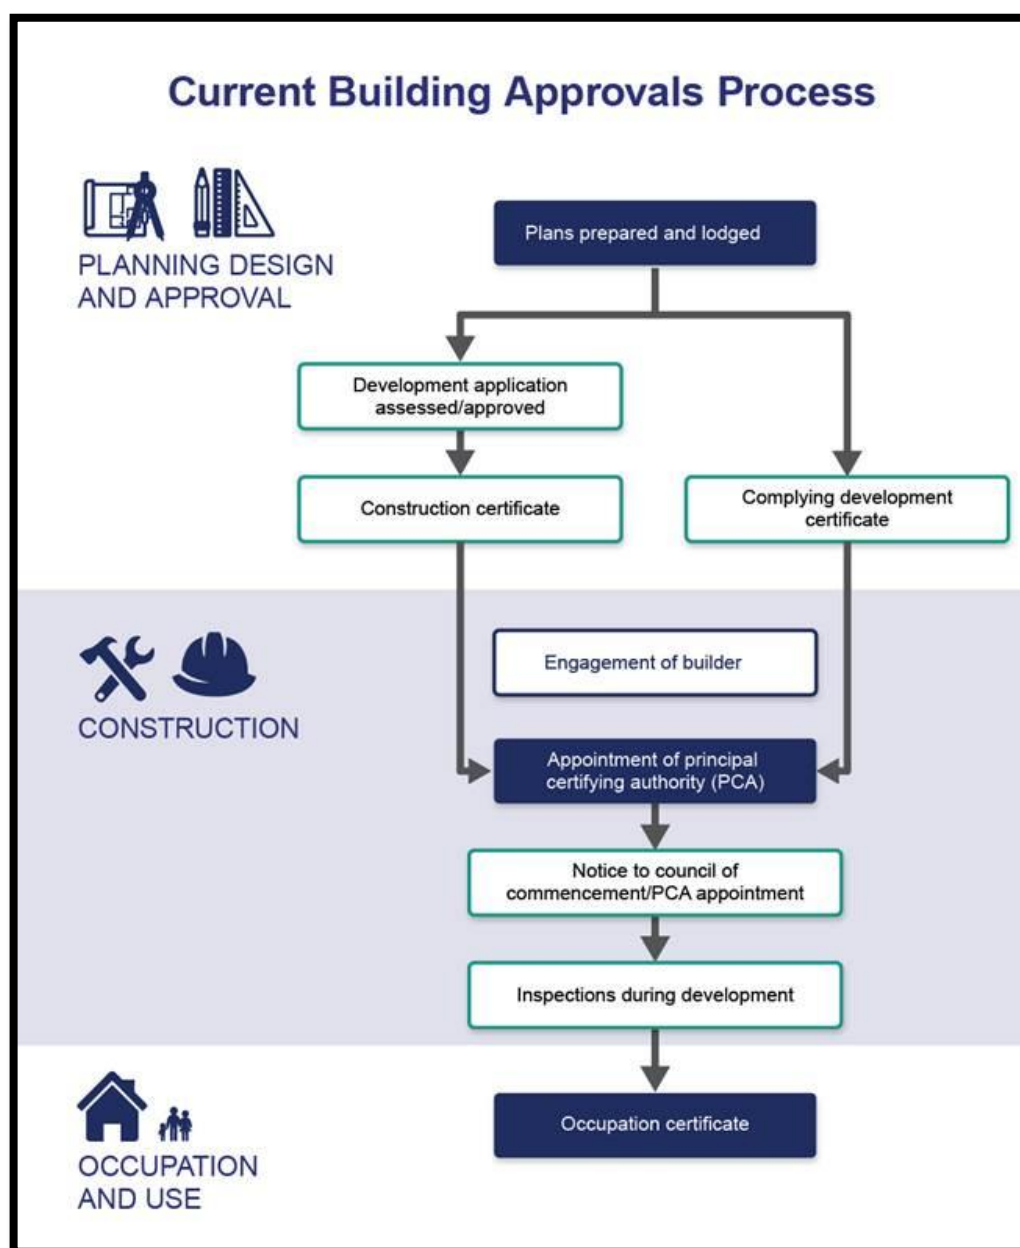 Current Building Approvals Process
PLANNING DESIGN
AND APPROVAL
Plans prepared and lodged
Development application
assessed/approved
Construction certificate
Complying development
certificate
CONSTRUCTION
Engagement of builder
Appointment of principal
certifying authority (PCA)
Notice to council of
commencement/PCA appointment
Inspections during development
OCCUPATION
AND USE
Occupation certificate